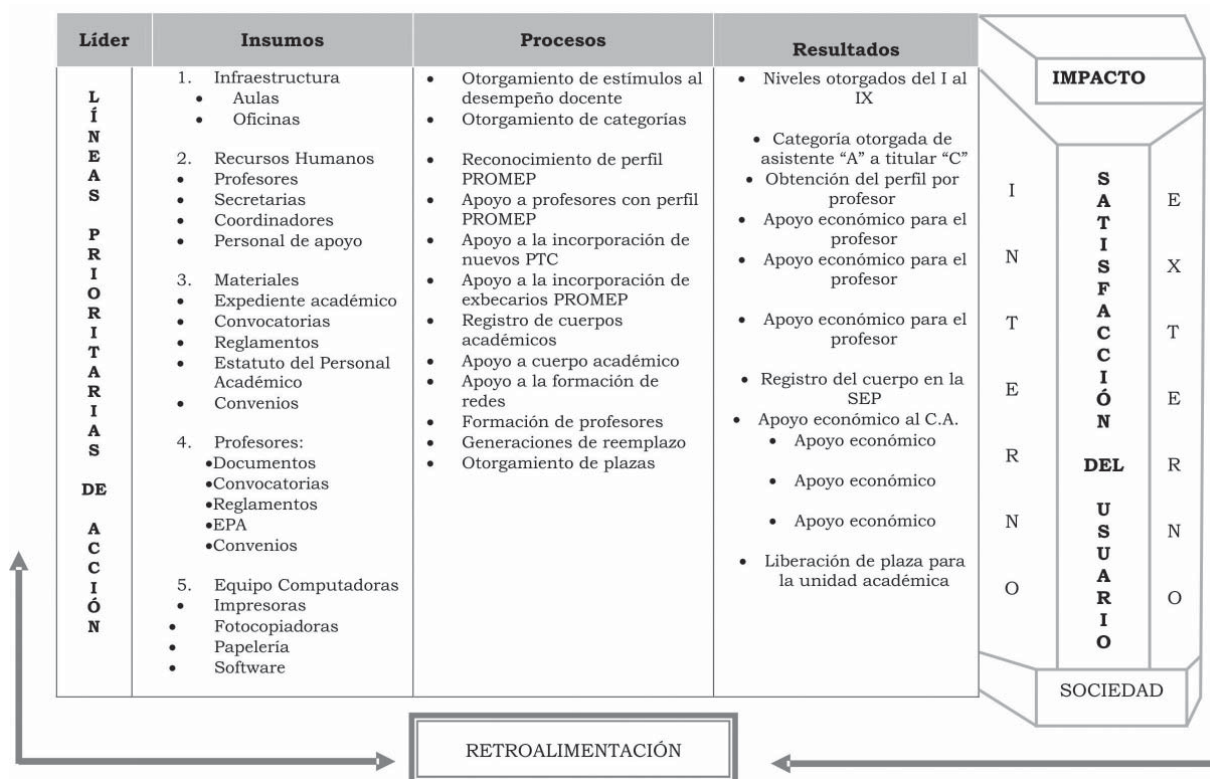 Líder
Insumos
Procesos
Resultados
LÍNEAS PRIORITARIAS DE ACCIÓN
1. Infraestructura
• Aulas
• Oficinas
2. Recursos Humanos
• Profesores
• Secretarias
• Coordinadores
• Personal de apoyo
3. Materiales
• Expediente académico
• Convocatorias
• Reglamentos
• Estatuto del Personal
Académico
• Convenios
4. Profesores:
•Documentos
•Convocatorias
•Reglamentos
•EPA
•Convenios
5. Equipo Computadoras
• Impresoras
• Fotocopiadoras
• Papelería
• Software
• Otorgamiento de estímulos al
desempeño docente
• Otorgamiento de categorías
• Reconocimiento de perfil
PROMEP
• Apoyo a profesores con perfil
PROMEP
• Apoyo a la incorporación de
nuevos PTC
• Apoyo a la incorporación de
exbecarios PROMEP
• Registro de cuerpos
académicos
• Apoyo a cuerpo académico
• Apoyo a la formación de
redes
• Formación de profesores
• Generaciones de reemplazo
• Otorgamiento de plazas
• Niveles otorgados del I al
IX
• Categoría otorgada de
asistente “A” a titular “C”
• Obtención del perfil por
profesor
• Apoyo económico para el
profesor
• Apoyo económico para el
profesor
• Apoyo económico para el
profesor
• Registro del cuerpo en la
SEP
• Apoyo económico al C.A.
• Apoyo económico
• Apoyo económico
• Apoyo económico
• Liberación de plaza para
la unidad académica
IMPACTO
INTERNO
SATISFACCIÓN DEL USUARIO
EXTERNO
SOCIEDAD
RETROALIMENTACIÓN